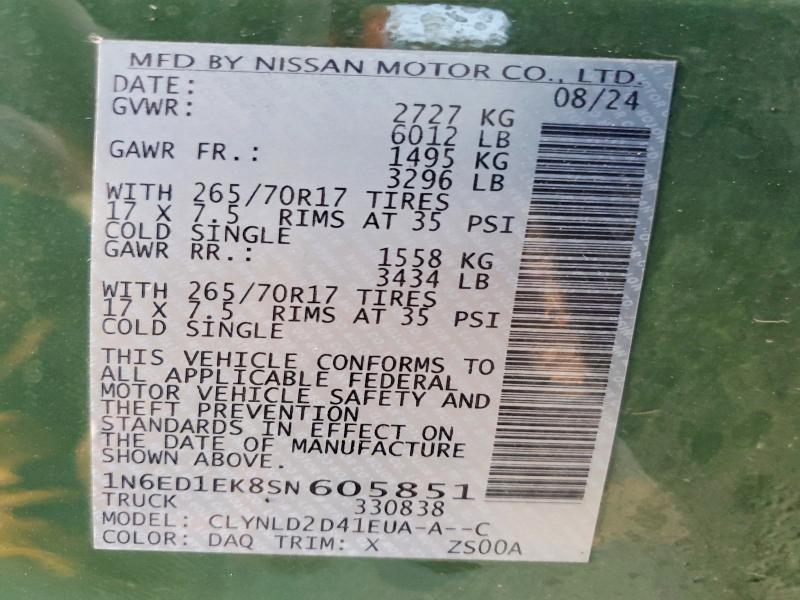 MFD BY NISSAN MOTOR CO., LTD.
DATE: 08/24
GVWR: 2727 KG
6012 LB
GAWR FR.: 1495 KG
3296 LB
WITH 265/70R17 TIRES
17 X 7.5 RIMS AT 35 PSI
COLD SINGLE
GAWR RR.: 1558 KG
3434 LB
WITH 265/70R17 TIRES
17 X 7.5 RIMS AT 35 PSI
COLD SINGLE
THIS VEHICLE CONFORMS TO
ALL APPLICABLE FEDERAL
MOTOR VEHICLE SAFETY AND
THEFT PREVENTION
STANDARDS IN EFFECT ON
THE DATE OF MANUFACTURE
SHOWN ABOVE.
1N6ED1EK8SN605851
TRUCK 330838
MODEL: CLYNLD2D41EUA-A--C
COLOR: DAQ TRIM: X ZS00A